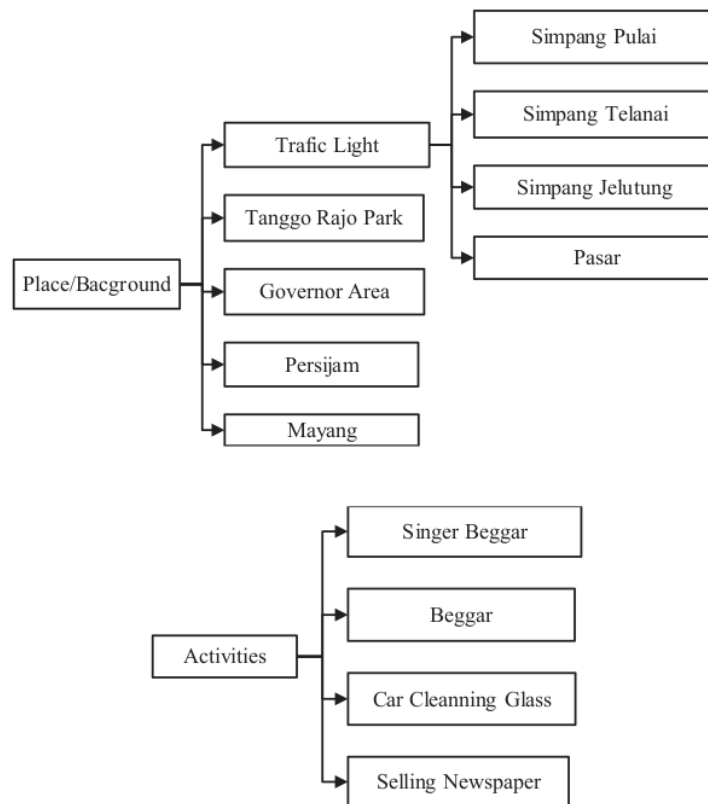 Place/Bacground
Trafic Light
Simpang Pulai
Simpang Telanai
Simpang Jelutung
Pasar
Tanggo Rajo Park
Governor Area
Persijam
Mayang
Activities
Singer Beggar
Beggar
Car Cleanning Glass
Selling Newspaper